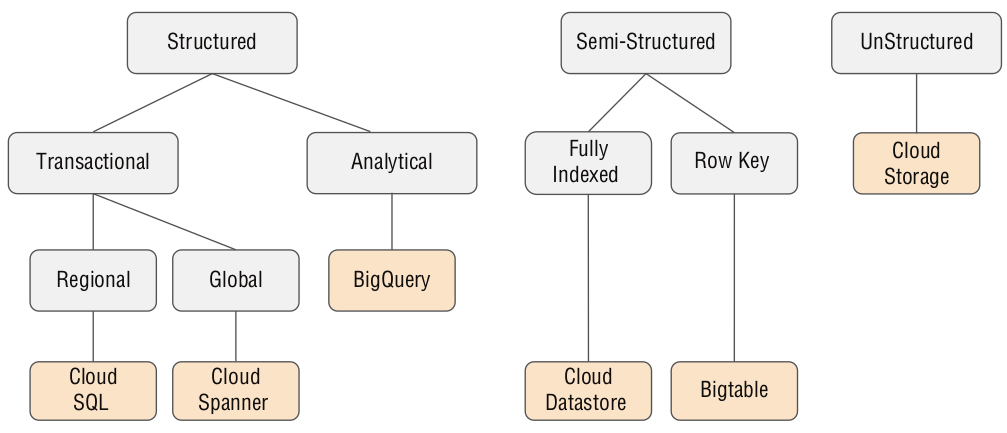 Structured
Semi-Structured
UnStructured
Transactional
Analytical
Fully
Indexed
Row Key
Cloud
Storage
Regional
Global
BigQuery
Cloud
SQL
Cloud
Spanner
Cloud
Datastore
Bigtable